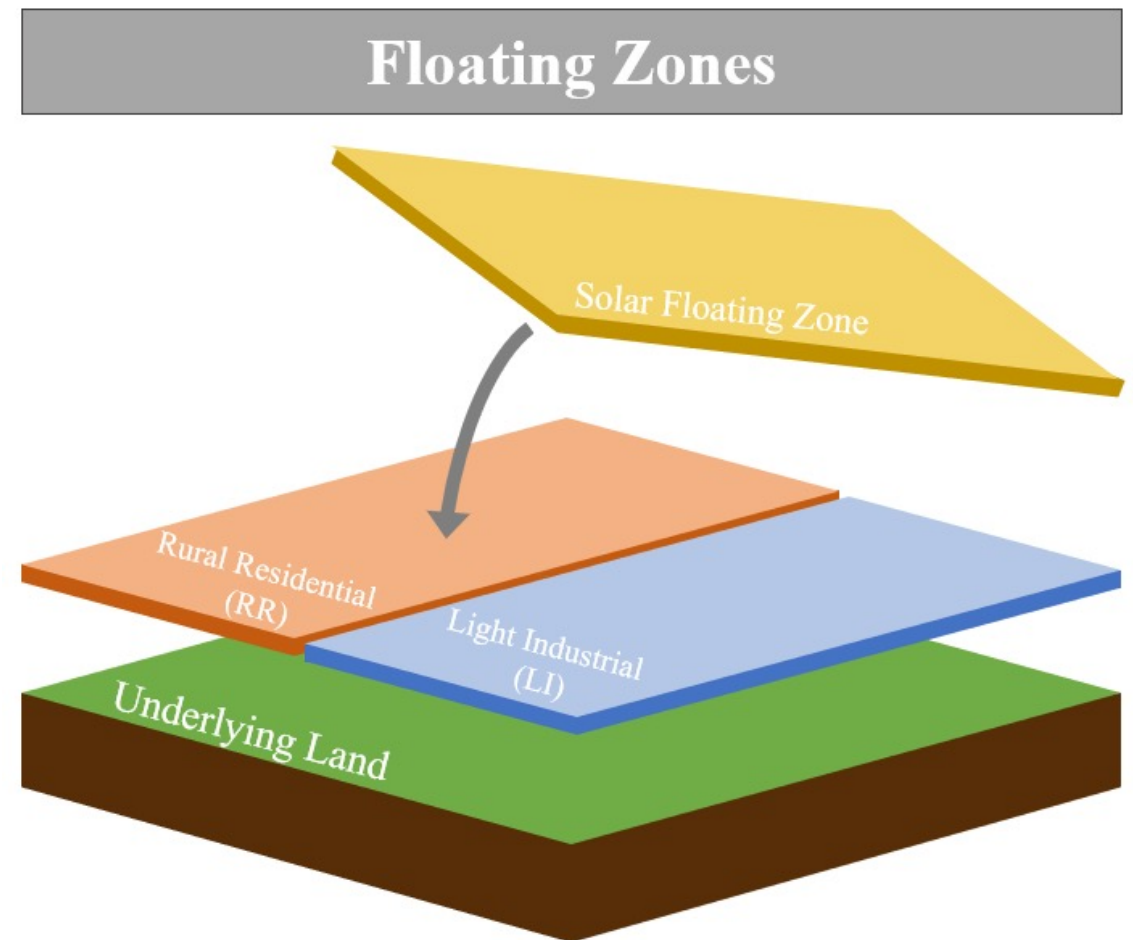 Floating Zones
Solar Floating Zone
Rural Residential
(RR)
Light Industrial
(LI)
Underlying Land